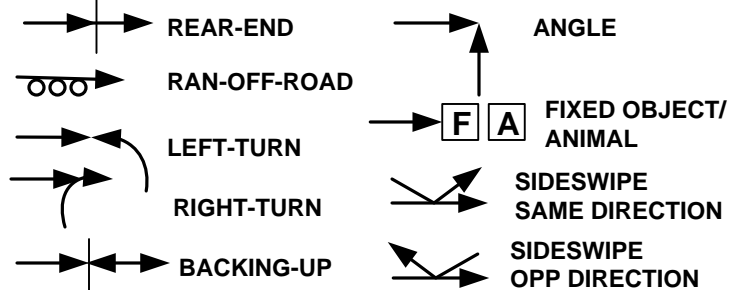 REAR-END
RAN-OFF-ROAD
LEFT-TURN
RIGHT-TURN
BACKING-UP
ANGLE
F A FIXED OBJECT/
ANIMAL
SIDESWIPE
SAME DIRECTION
SIDESWIPE
OPP DIRECTION